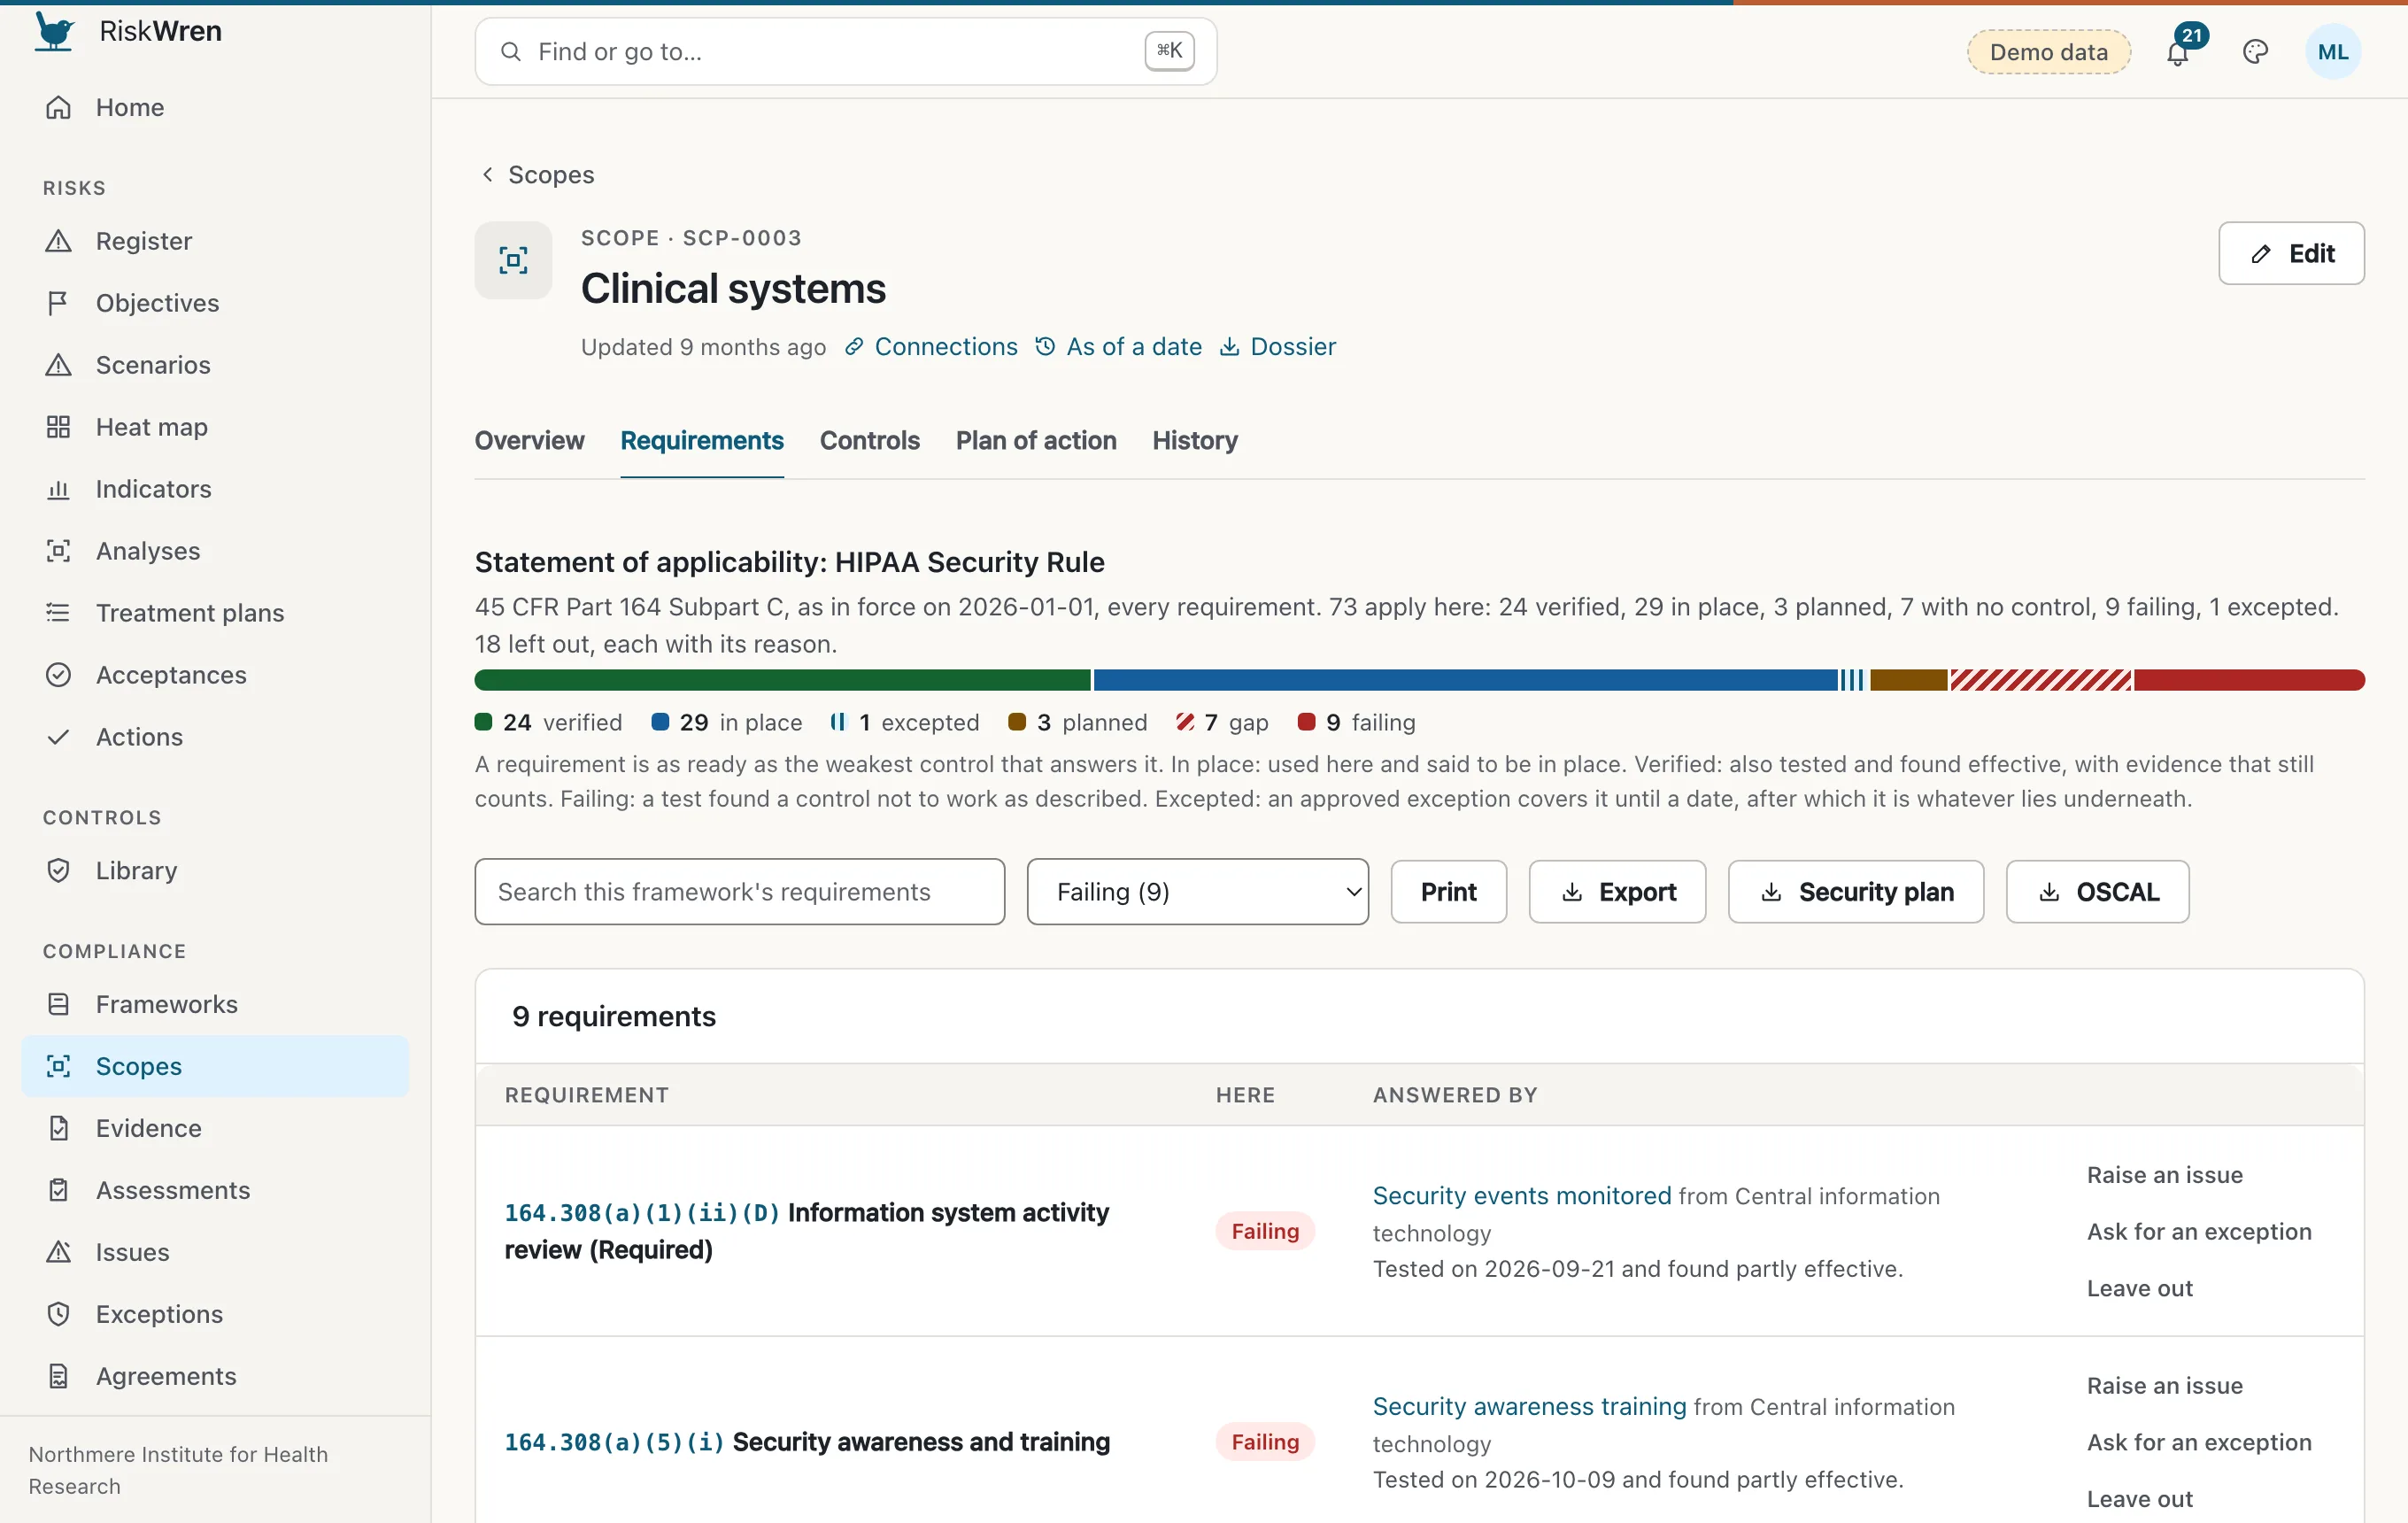 RiskWren
Find or go to...
⌘K
Demo data
21
ML
Home
RISKS
Register
Objectives
Scenarios
Heat map
Indicators
Analyses
Treatment plans
Acceptances
Actions
CONTROLS
Library
COMPLIANCE
Frameworks
Scopes
Evidence
Assessments
Issues
Exceptions
Agreements
Northmere Institute for Health
Research
Scopes
SCOPE · SCP-0003
Clinical systems
Edit
Updated 9 months ago Connections As of a date Dossier
Overview Requirements Controls Plan of action History
Statement of applicability: HIPAA Security Rule
45 CFR Part 164 Subpart C, as in force on 2026-01-01, every requirement. 73 apply here: 24 verified, 29 in place, 3 planned, 7 with no control, 9 failing, 1 excepted.
18 left out, each with its reason.
24 verified 29 in place 1 excepted 3 planned 7 gap 9 failing
A requirement is as ready as the weakest control that answers it. In place: used here and said to be in place. Verified: also tested and found effective, with evidence that still
counts. Failing: a test found a control not to work as described. Excepted: an approved exception covers it until a date, after which it is whatever lies underneath.
Search this framework's requirements
Failing (9)
Print
Export
Security plan
OSCAL
9 requirements
REQUIREMENT HERE ANSWERED BY
164.308(a)(1)(ii)(D) Information system activity
review (Required)
Failing
Security events monitored from Central information
technology
Tested on 2026-09-21 and found partly effective.
Raise an issue
Ask for an exception
Leave out
164.308(a)(5)(i) Security awareness and training
Failing
Security awareness training from Central information
technology
Tested on 2026-10-09 and found partly effective.
Raise an issue
Ask for an exception
Leave out